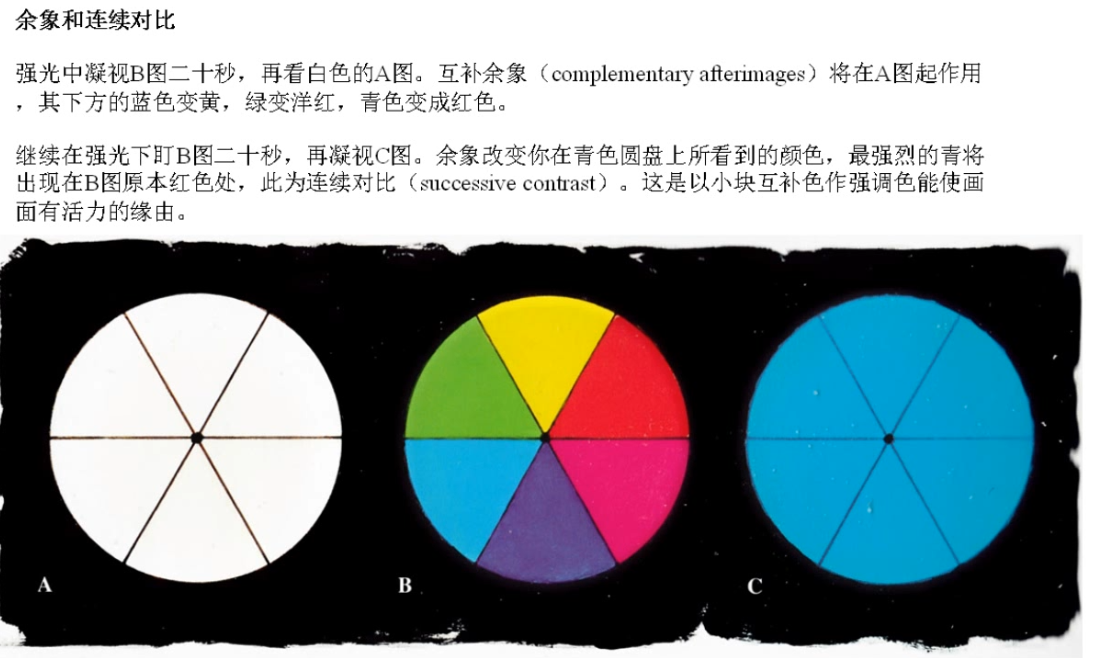 余象和连续对比
强光中凝视B图二十秒，再看白色的A图。互补余象（complementary afterimages）将在A图起作用
，其下方的蓝色变黄，绿变洋红，青色变成红色。
继续在强光下盯B图二十秒，再凝视C图。余象改变你在青色圆盘上所看到的颜色，最强烈的青将
出现在B图原本红色处，此为连续对比（successive contrast）。这是以小块互补色作强调色能使画
面有活力的缘由。
A
B
C